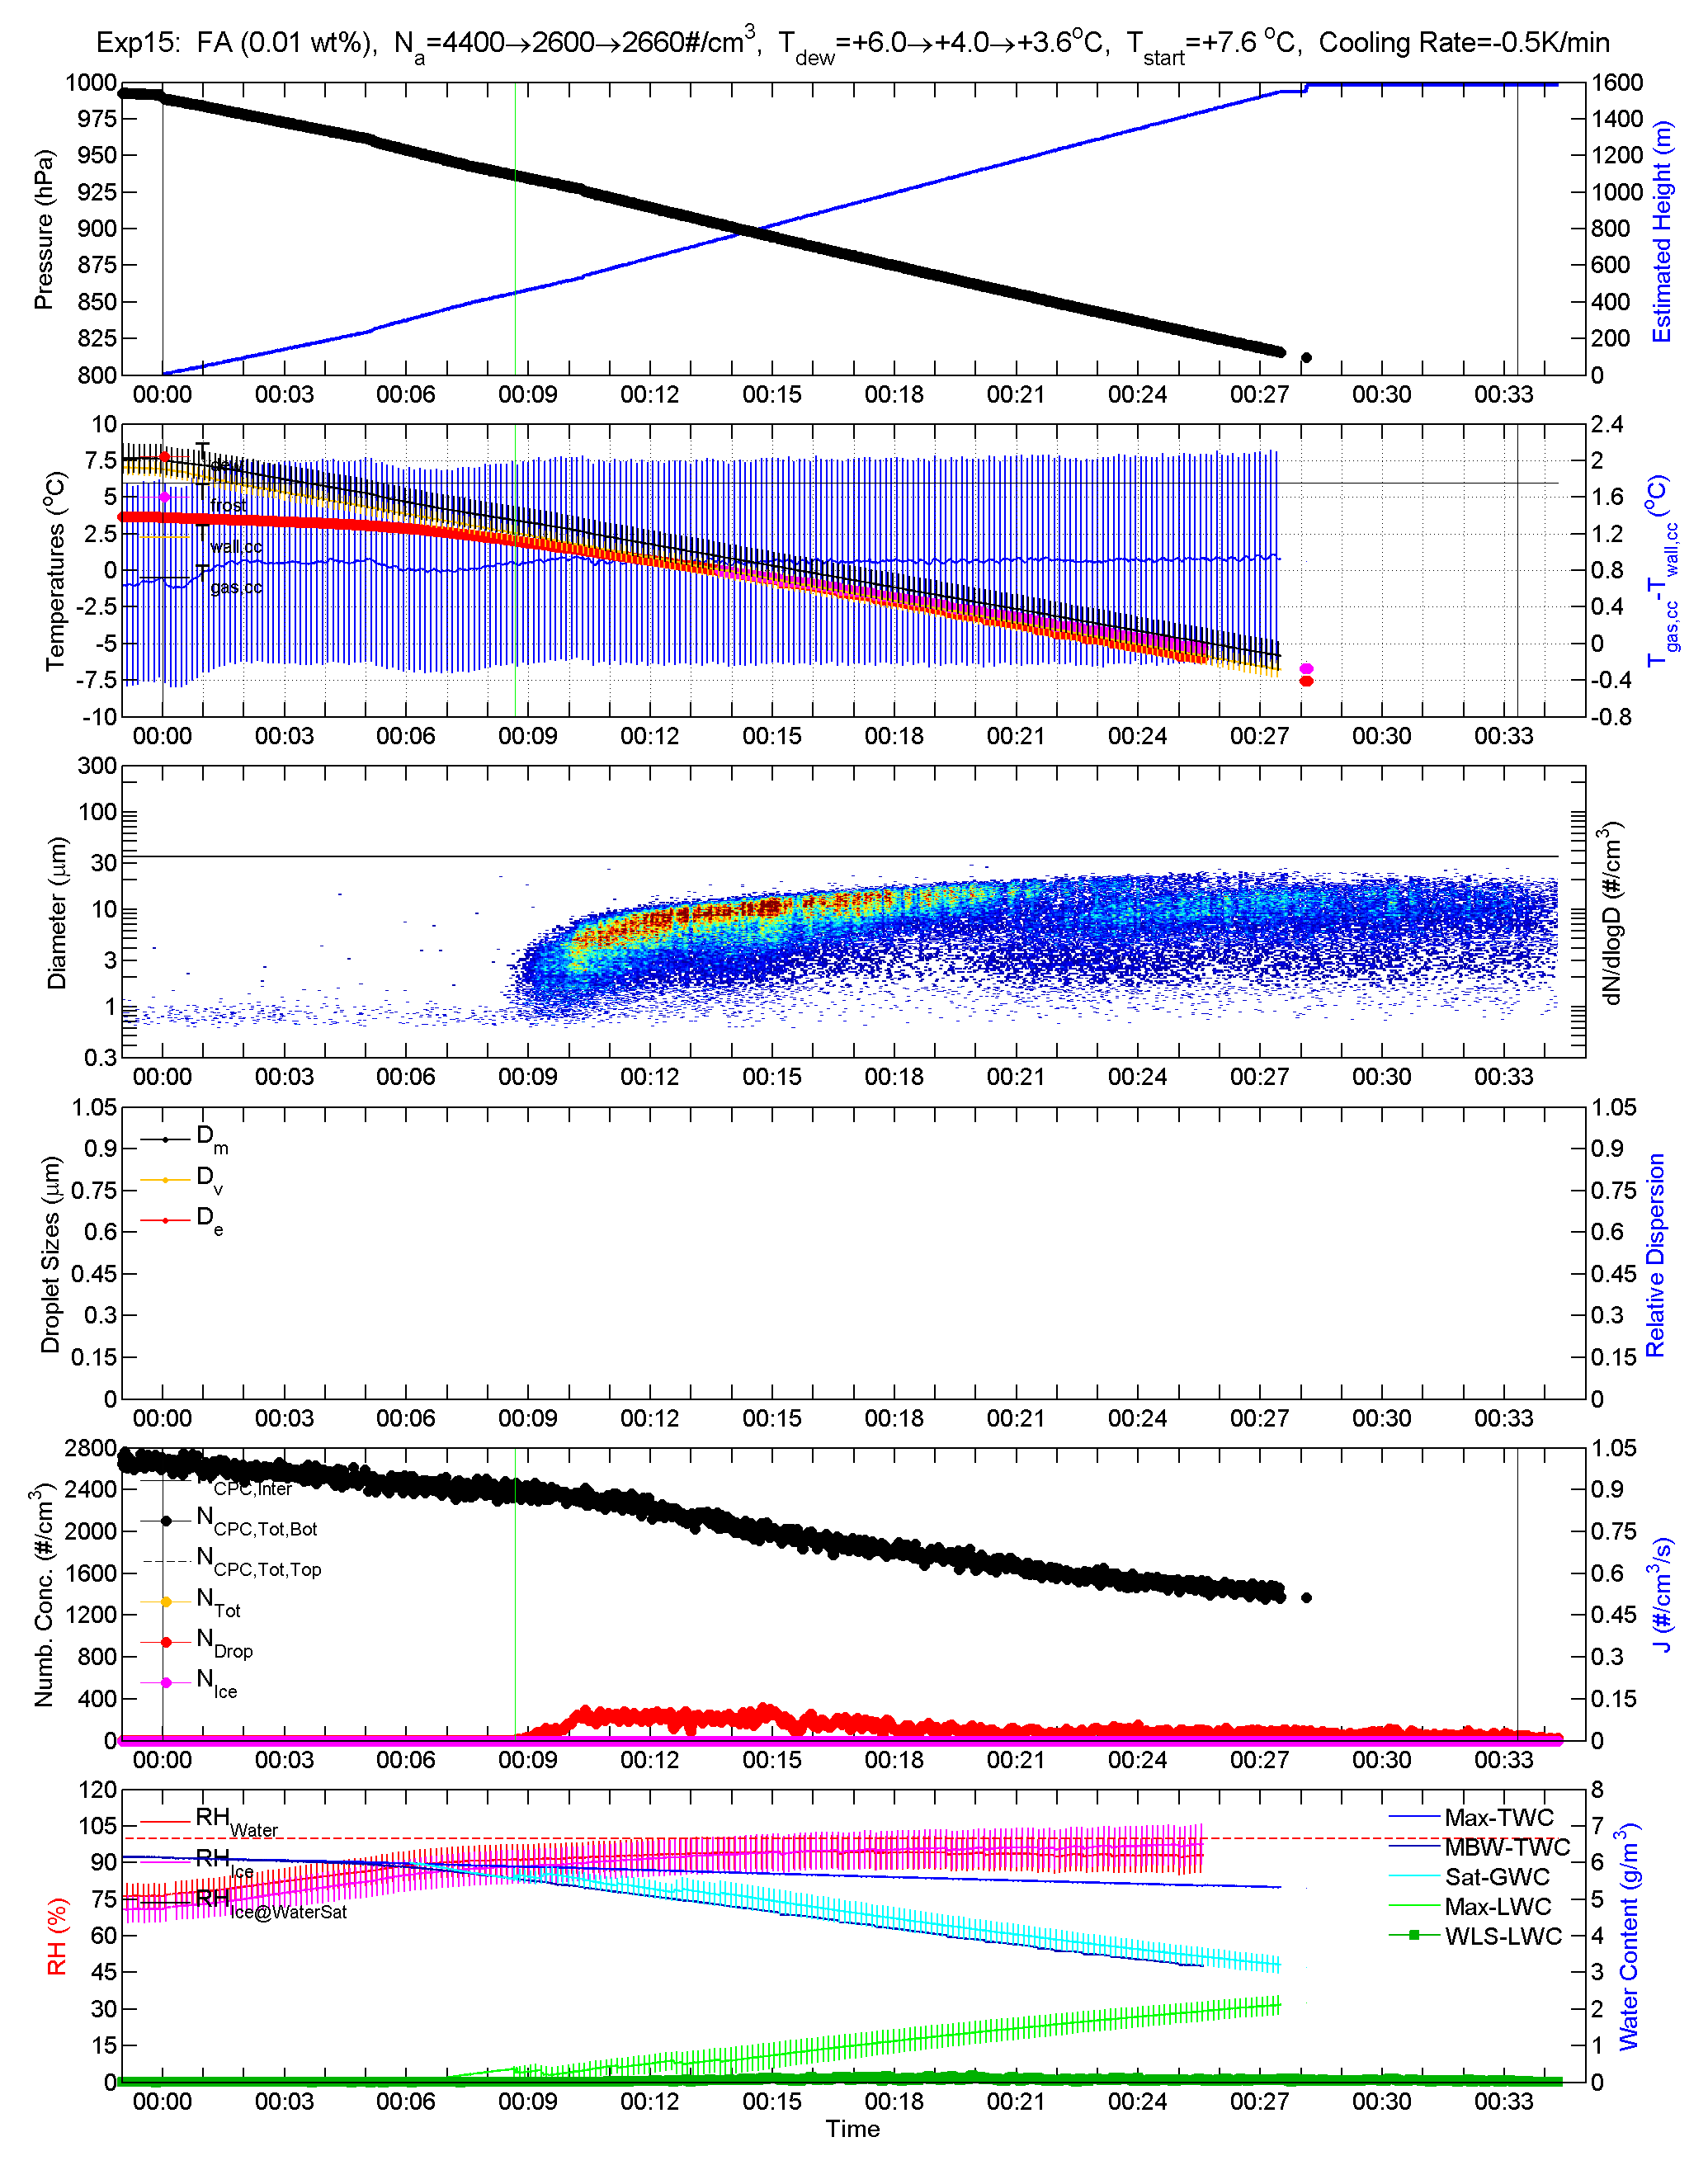 Exp15: FA (0.01 wt%), Na=4400→2600→2660#/cm3, Tdew=+6.0→+4.0→+3.6oC, Tstart=+7.6 oC, Cooling Rate=-0.5K/min
Pressure (hPa)
1000
975
950
925
900
875
850
825
800
1600
1400
1200
1000
800
600
400
200
0
Estimated Height (m)
00:00 00:03 00:06 00:09 00:12 00:15 00:18 00:21 00:24 00:27 00:30 00:33
Temperatures (oC)
10
7.5
5
2.5
0
-2.5
-5
-7.5
-10
Tdew
Tfrost
Twall,cc
Tgas,cc
2.4
2
1.6
1.2
0.8
0.4
0
-0.4
-0.8
Tgas,cc-Twall,cc (oC)
00:00 00:03 00:06 00:09 00:12 00:15 00:18 00:21 00:24 00:27 00:30 00:33
Diameter (μm)
300
100
30
10
3
1
0.3
dN/dlogD (#/cm3)
00:00 00:03 00:06 00:09 00:12 00:15 00:18 00:21 00:24 00:27 00:30 00:33
Droplet Sizes (μm)
1.05
0.9
0.75
0.6
0.45
0.3
0.15
0
Dm
Dv
De
1.05
0.9
0.75
0.6
0.45
0.3
0.15
0
Relative Dispersion
00:00 00:03 00:06 00:09 00:12 00:15 00:18 00:21 00:24 00:27 00:30 00:33
Numb. Conc. (#/cm3)
2800
2400
2000
1600
1200
800
400
0
NCPC,Inter
NCPC,Tot,Bot
NCPC,Tot,Top
NTot
NDrop
NIce
1.05
0.9
0.75
0.6
0.45
0.3
0.15
0
J (#/cm3/s)
00:00 00:03 00:06 00:09 00:12 00:15 00:18 00:21 00:24 00:27 00:30 00:33
RH (%)
120
105
90
75
60
45
30
15
0
RHWater
RHIce
RHIce@WaterSat
Max-TWC
MBW-TWC
Sat-GWC
Max-LWC
WLS-LWC
8
7
6
5
4
3
2
1
0
Water Content (g/m3)
00:00 00:03 00:06 00:09 00:12 00:15 00:18 00:21 00:24 00:27 00:30 00:33
Time